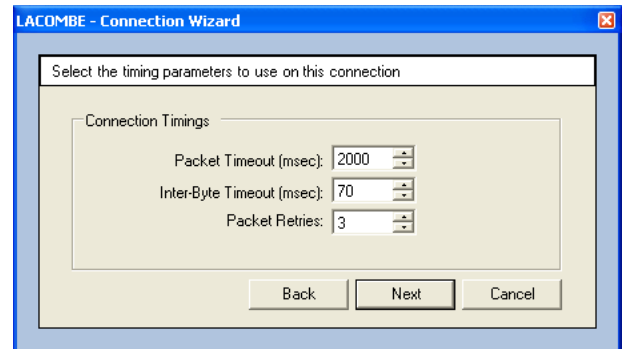 LACOMBE - Connection Wizard
Select the timing parameters to use on this connection
Connection Timings
Packet Timeout (msec): 2000
Inter-Byte Timeout (msec): 70
Packet Retries: 3
Back Next Cancel